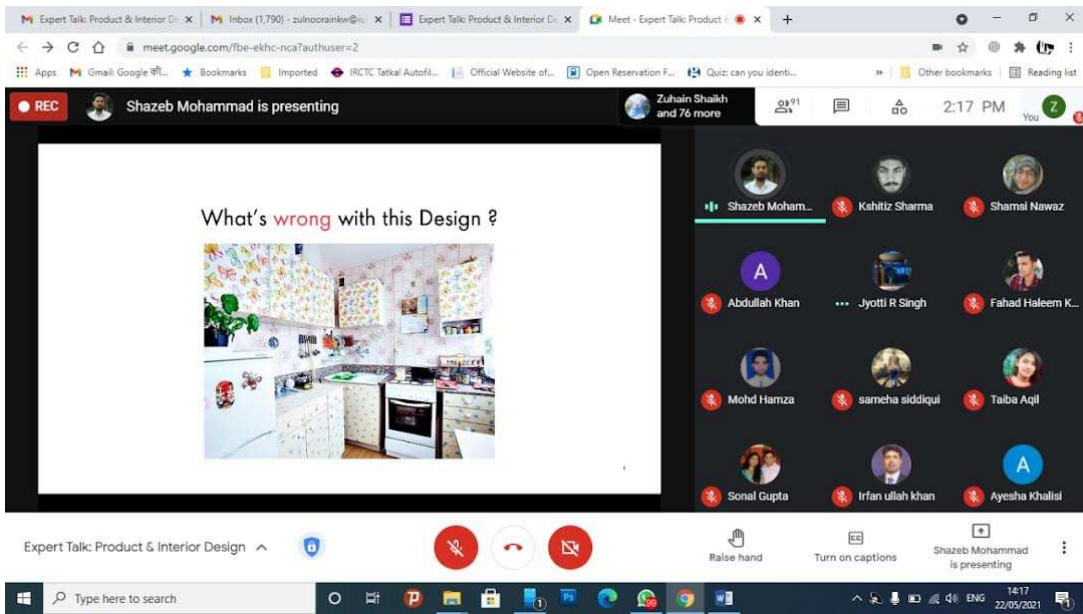 Expert Talk: Product & Interior D
Inbox (1,790) - zulnoorainkw@
Expert Talk: Product & Interior D
Meet - Expert Talk: Product
meet.google.com/fbe-ekhc-nca?authuser=2
Apps
Gmail: Google की...
Bookmarks
Imported
IRCTC Tatkal Autofil...
Official Website of...
Open Reservation F...
Quiz: can you identi...
Other bookmarks
Reading list
REC
Shazeb Mohammad is presenting
Zuhain Shaikh
and 76 more
91
2:17 PM
You
Z
What's wrong with this Design ?
Shazeb Moham...
Kshitiz Sharma
Shamsi Nawaz
A
Abdullah Khan
Jyotti R Singh
Fahad Haleem K...
Mohd Hamza
sameha siddiqui
Taiba Aqil
Sonal Gupta
Irfan ullah khan
A
Ayesha Khalisi
Expert Talk: Product & Interior Design
Raise hand
CC
Turn on captions
Shazeb Mohammad
is presenting
Type here to search
Ps
99
W
ENG
14:17
22/05/2021